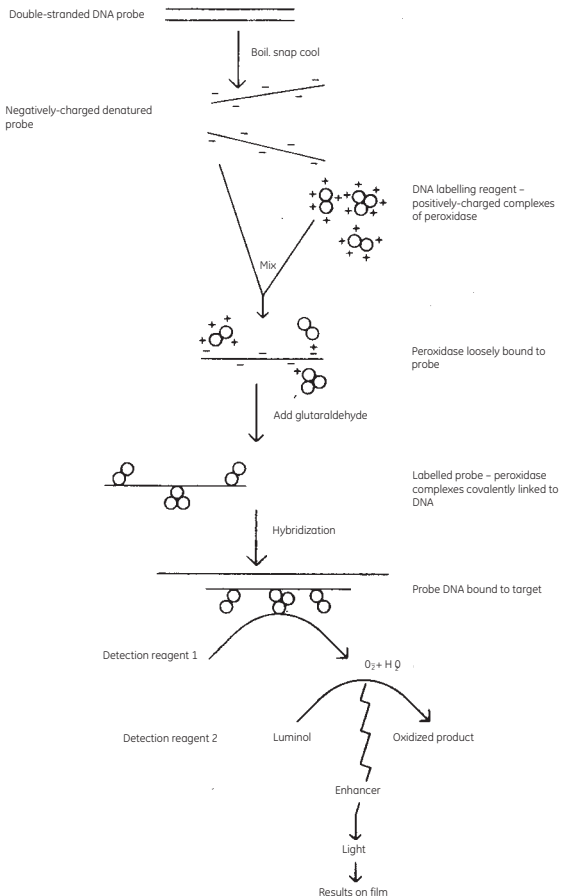 Double-stranded DNA probe
Boil. snap cool
Negatively-charged denatured
probe
DNA labelling reagent –
positively-charged complexes
of peroxidase
Mix
Peroxidase loosely bound to
probe
Add glutaraldehyde
Labelled probe – peroxidase
complexes covalently linked to
DNA
Hybridization
Probe DNA bound to target
Detection reagent 1
O₂+ H₂O
Detection reagent 2
Luminol
Oxidized product
Enhancer
Light
Results on film